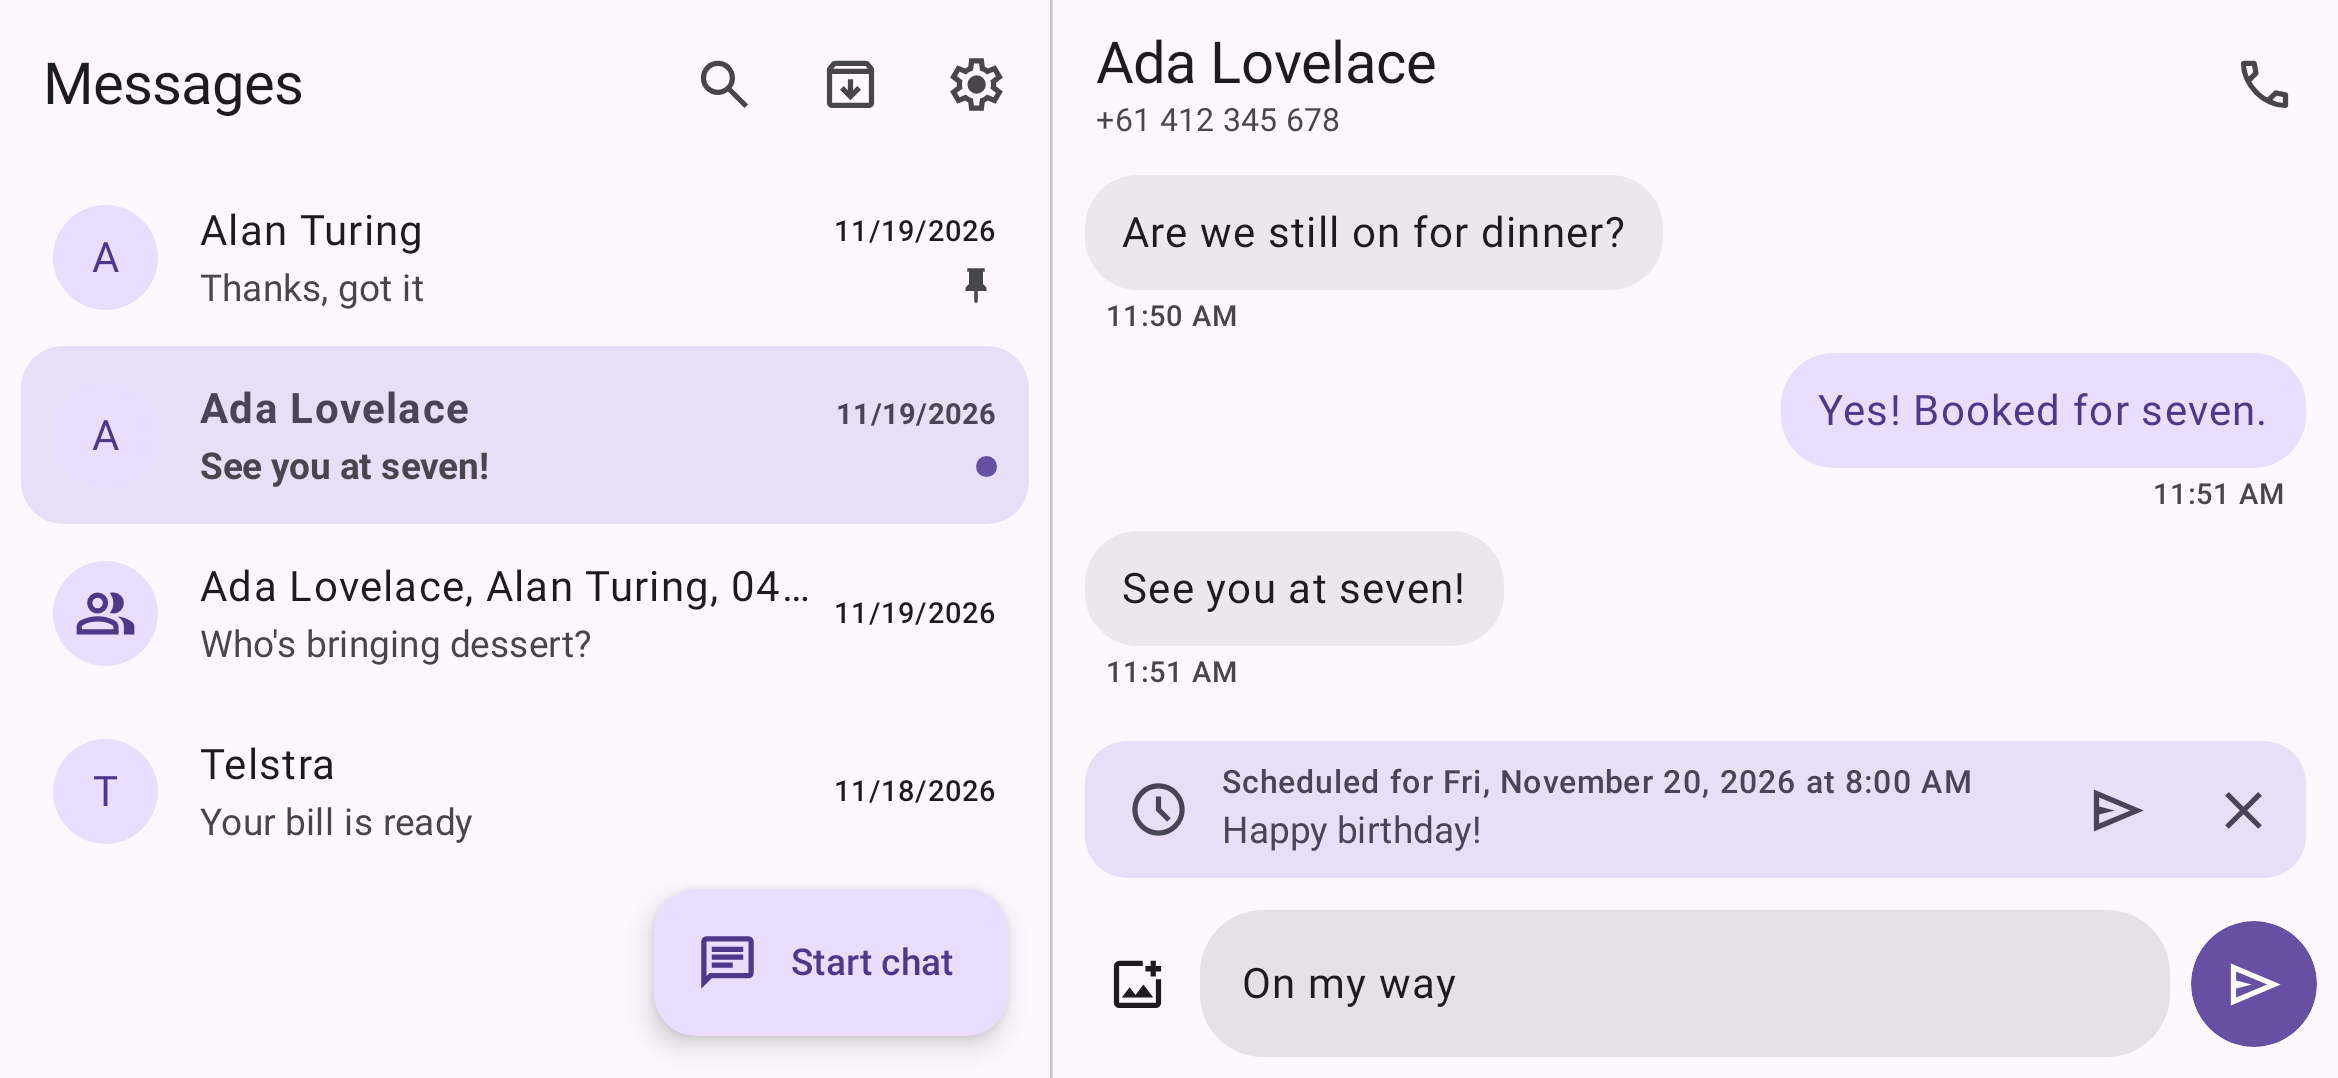 Messages
A
Alan Turing
11/19/2026
Thanks, got it
A
Ada Lovelace
11/19/2026
See you at seven!
Ada Lovelace, Alan Turing, 04…
11/19/2026
Who's bringing dessert?
T
Telstra
11/18/2026
Your bill is ready
Start chat
Ada Lovelace
+61 412 345 678
Are we still on for dinner?
11:50 AM
Yes! Booked for seven.
11:51 AM
See you at seven!
11:51 AM
Scheduled for Fri, November 20, 2026 at 8:00 AM
Happy birthday!
On my way